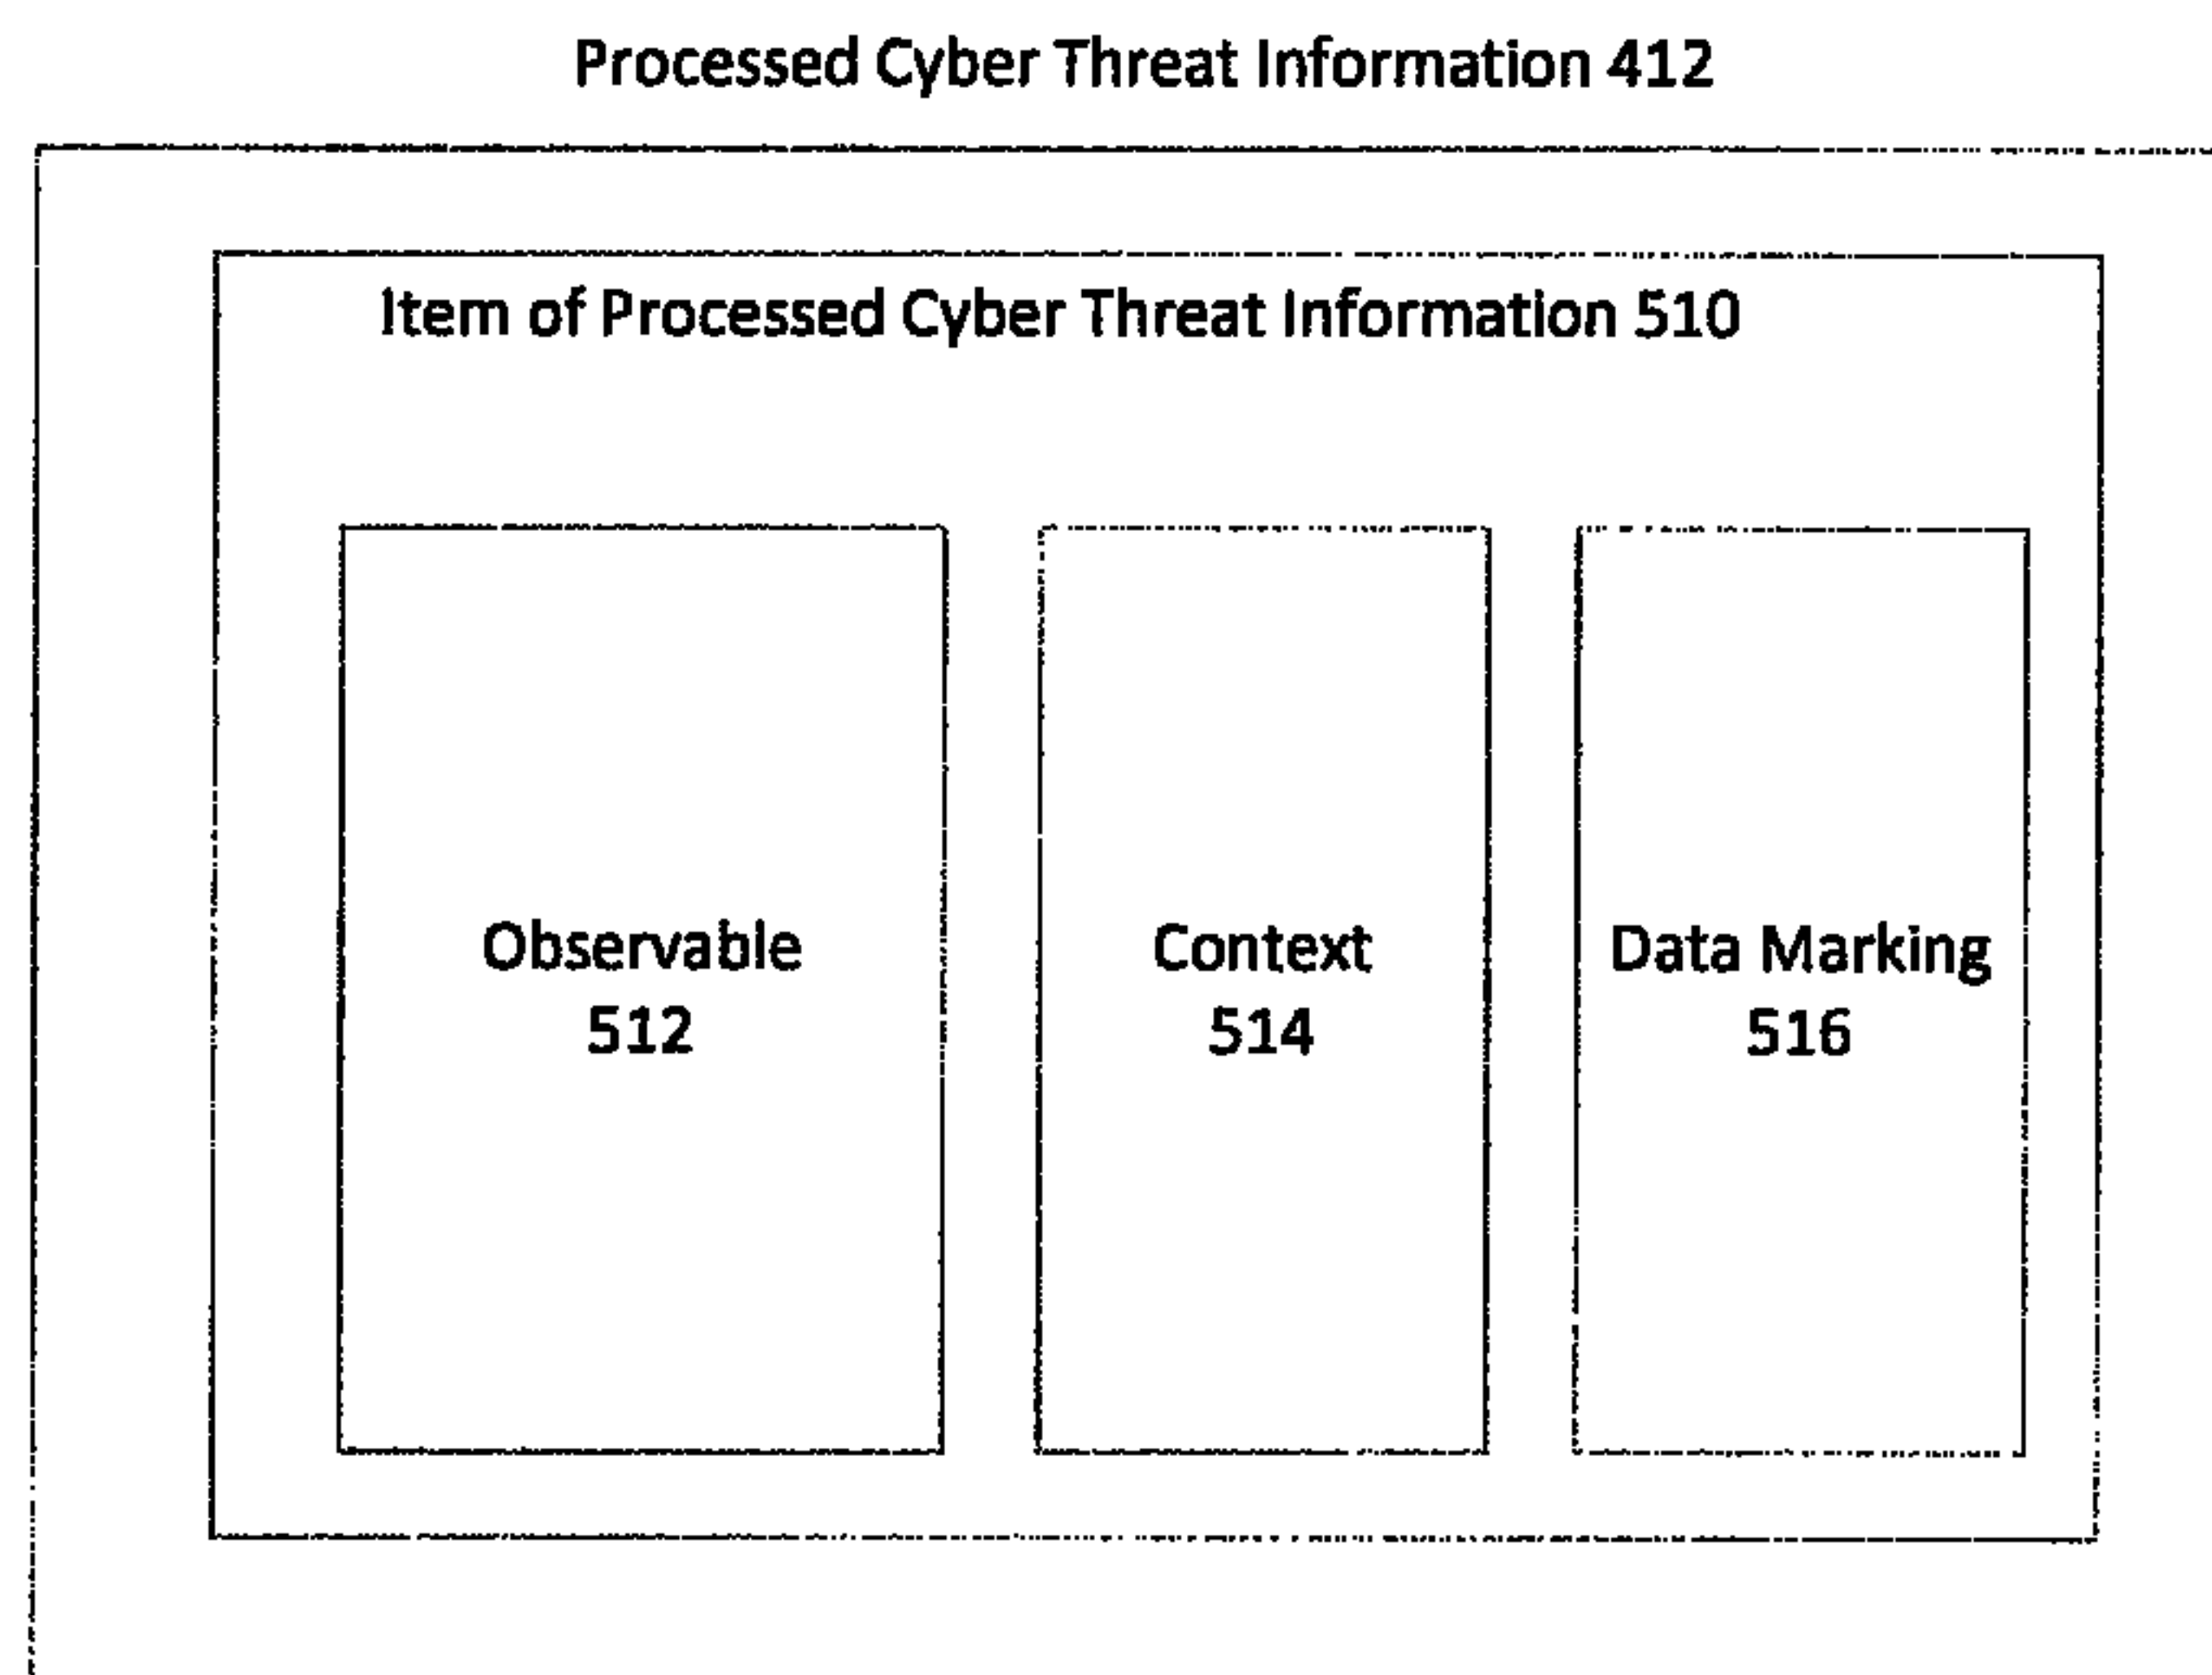 Processed Cyber Threat Information 412
Item of Processed Cyber Threat Information 510
Observable
512
Context
514
Data Marking
516